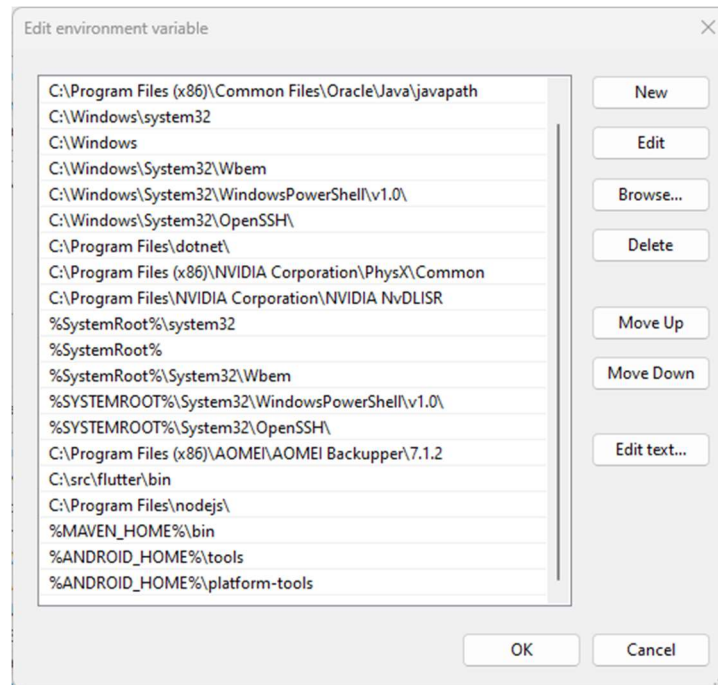 Edit environment variable
C:\Program Files (x86)\Common Files\Oracle\Java\javapath
C:\Windows\system32
C:\Windows
C:\Windows\System32\Wbem
C:\Windows\System32\WindowsPowerShell\v1.0\
C:\Windows\System32\OpenSSH\
C:\Program Files\dotnet\
C:\Program Files (x86)\NVIDIA Corporation\PhysX\Common
C:\Program Files\NVIDIA Corporation\NVIDIA NvDLISR
%SystemRoot%\system32
%SystemRoot%
%SystemRoot%\System32\Wbem
%SYSTEMROOT%\System32\WindowsPowerShell\v1.0\
%SYSTEMROOT%\System32\OpenSSH\
C:\Program Files (x86)\AOMEI\AOMEI Backupper\7.1.2
C:\src\flutter\bin
C:\Program Files\nodejs\
%MAVEN_HOME%\bin
%ANDROID_HOME%\tools
%ANDROID_HOME%\platform-tools
New
Edit
Browse...
Delete
Move Up
Move Down
Edit text...
OK
Cancel